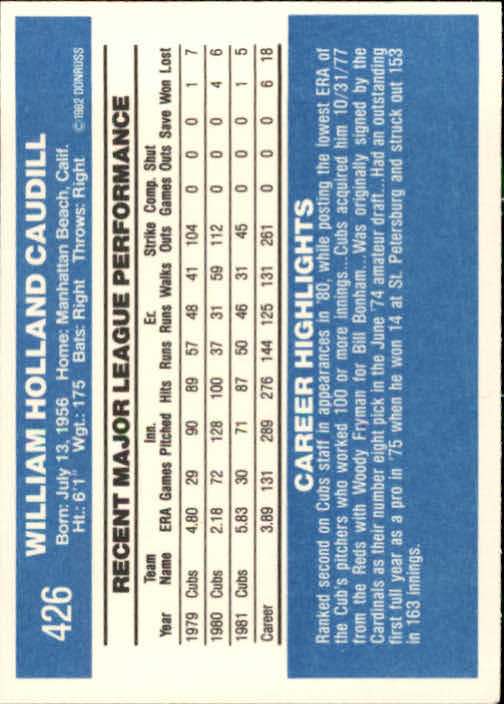 426
WILLIAM HOLLAND CAUDILL
Born: July 13, 1956 Home: Manhattan Beach, Calif.
Ht.: 6'1" Wgt.: 175 Bats: Right Throws: Right
©1982 DONRUSS
RECENT MAJOR LEAGUE PERFORMANCE
Team Inn. Er. Strike Comp. Shut
Year Name ERA Games Pitched Hits Runs Runs Walks Outs Games Outs Save Won Lost
1979 Cubs 4.80 29 90 89 57 48 41 104 0 0 0 1 7
1980 Cubs 2.18 72 128 100 37 31 59 112 0 0 0 4 6
1981 Cubs 5.83 30 71 87 50 46 31 45 0 0 0 1 5
Career 3.89 131 289 276 144 125 131 261 0 0 0 6 18
CAREER HIGHLIGHTS
Ranked second on Cubs staff in appearances in '80, while posting the lowest ERA of
the Cub's pitchers who worked 100 or more innings...Cubs acquired him 10/31/77
from the Reds with Woody Fryman for Bill Bonham...Was originally signed by the
Cardinals as their number eight pick in the June '74 amateur draft...Had an outstanding
first full year as a pro in '75 when he won 14 at St. Petersburg and struck out 153
in 163 innings.